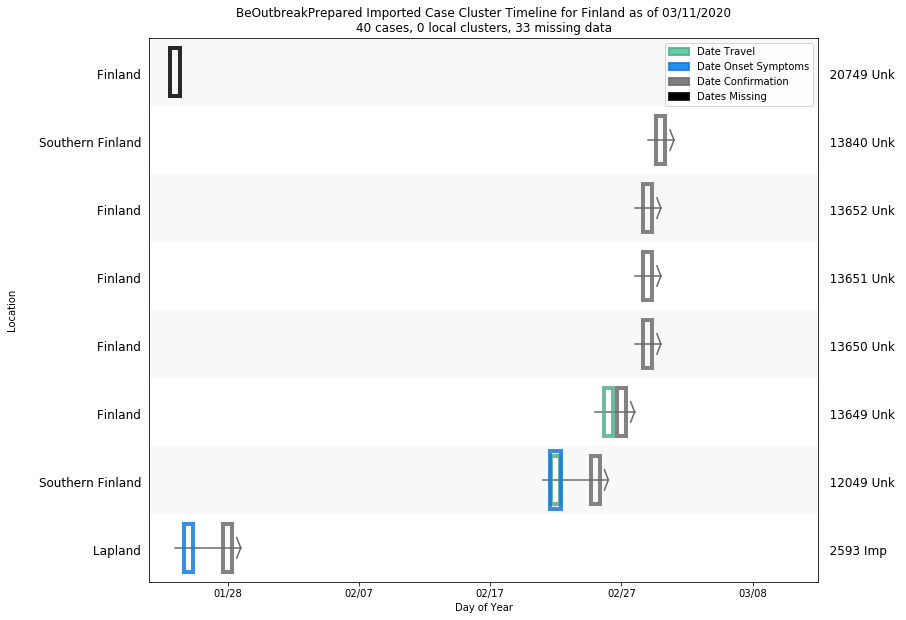 BeOutbreakPrepared Imported Case Cluster Timeline for Finland as of 03/11/2020
40 cases, 0 local clusters, 33 missing data
Date Travel
Date Onset Symptoms
Date Confirmation
Dates Missing
Finland 20749 Unk
Southern Finland 13840 Unk
Finland 13652 Unk
Finland 13651 Unk
Finland 13650 Unk
Finland 13649 Unk
Southern Finland 12049 Unk
Lapland 2593 Imp
Location
01/28 02/07 02/17 02/27 03/08
Day of Year